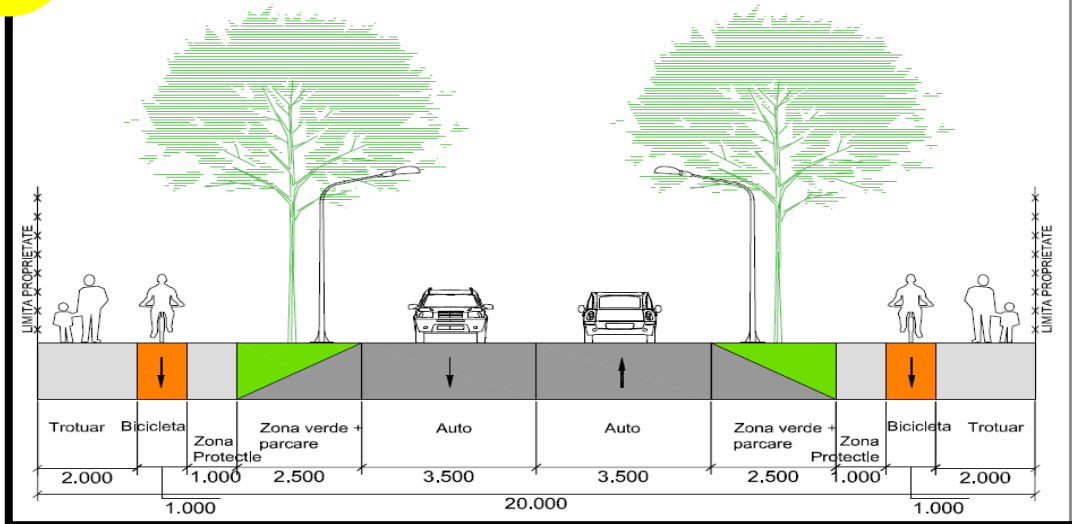 LIMITA PROPRIETATE
LIMITA PROPRIETATE
Trotuar
Bicicleta
Zona
Protectle
Zona verde +
parcare
Auto
Auto
Zona verde +
parcare
Zona
Protectle
Bicicleta
Trotuar
2.000
1.000
2.500
3.500
3.500
2.500
1.000
2.000
1.000
20.000
1.000